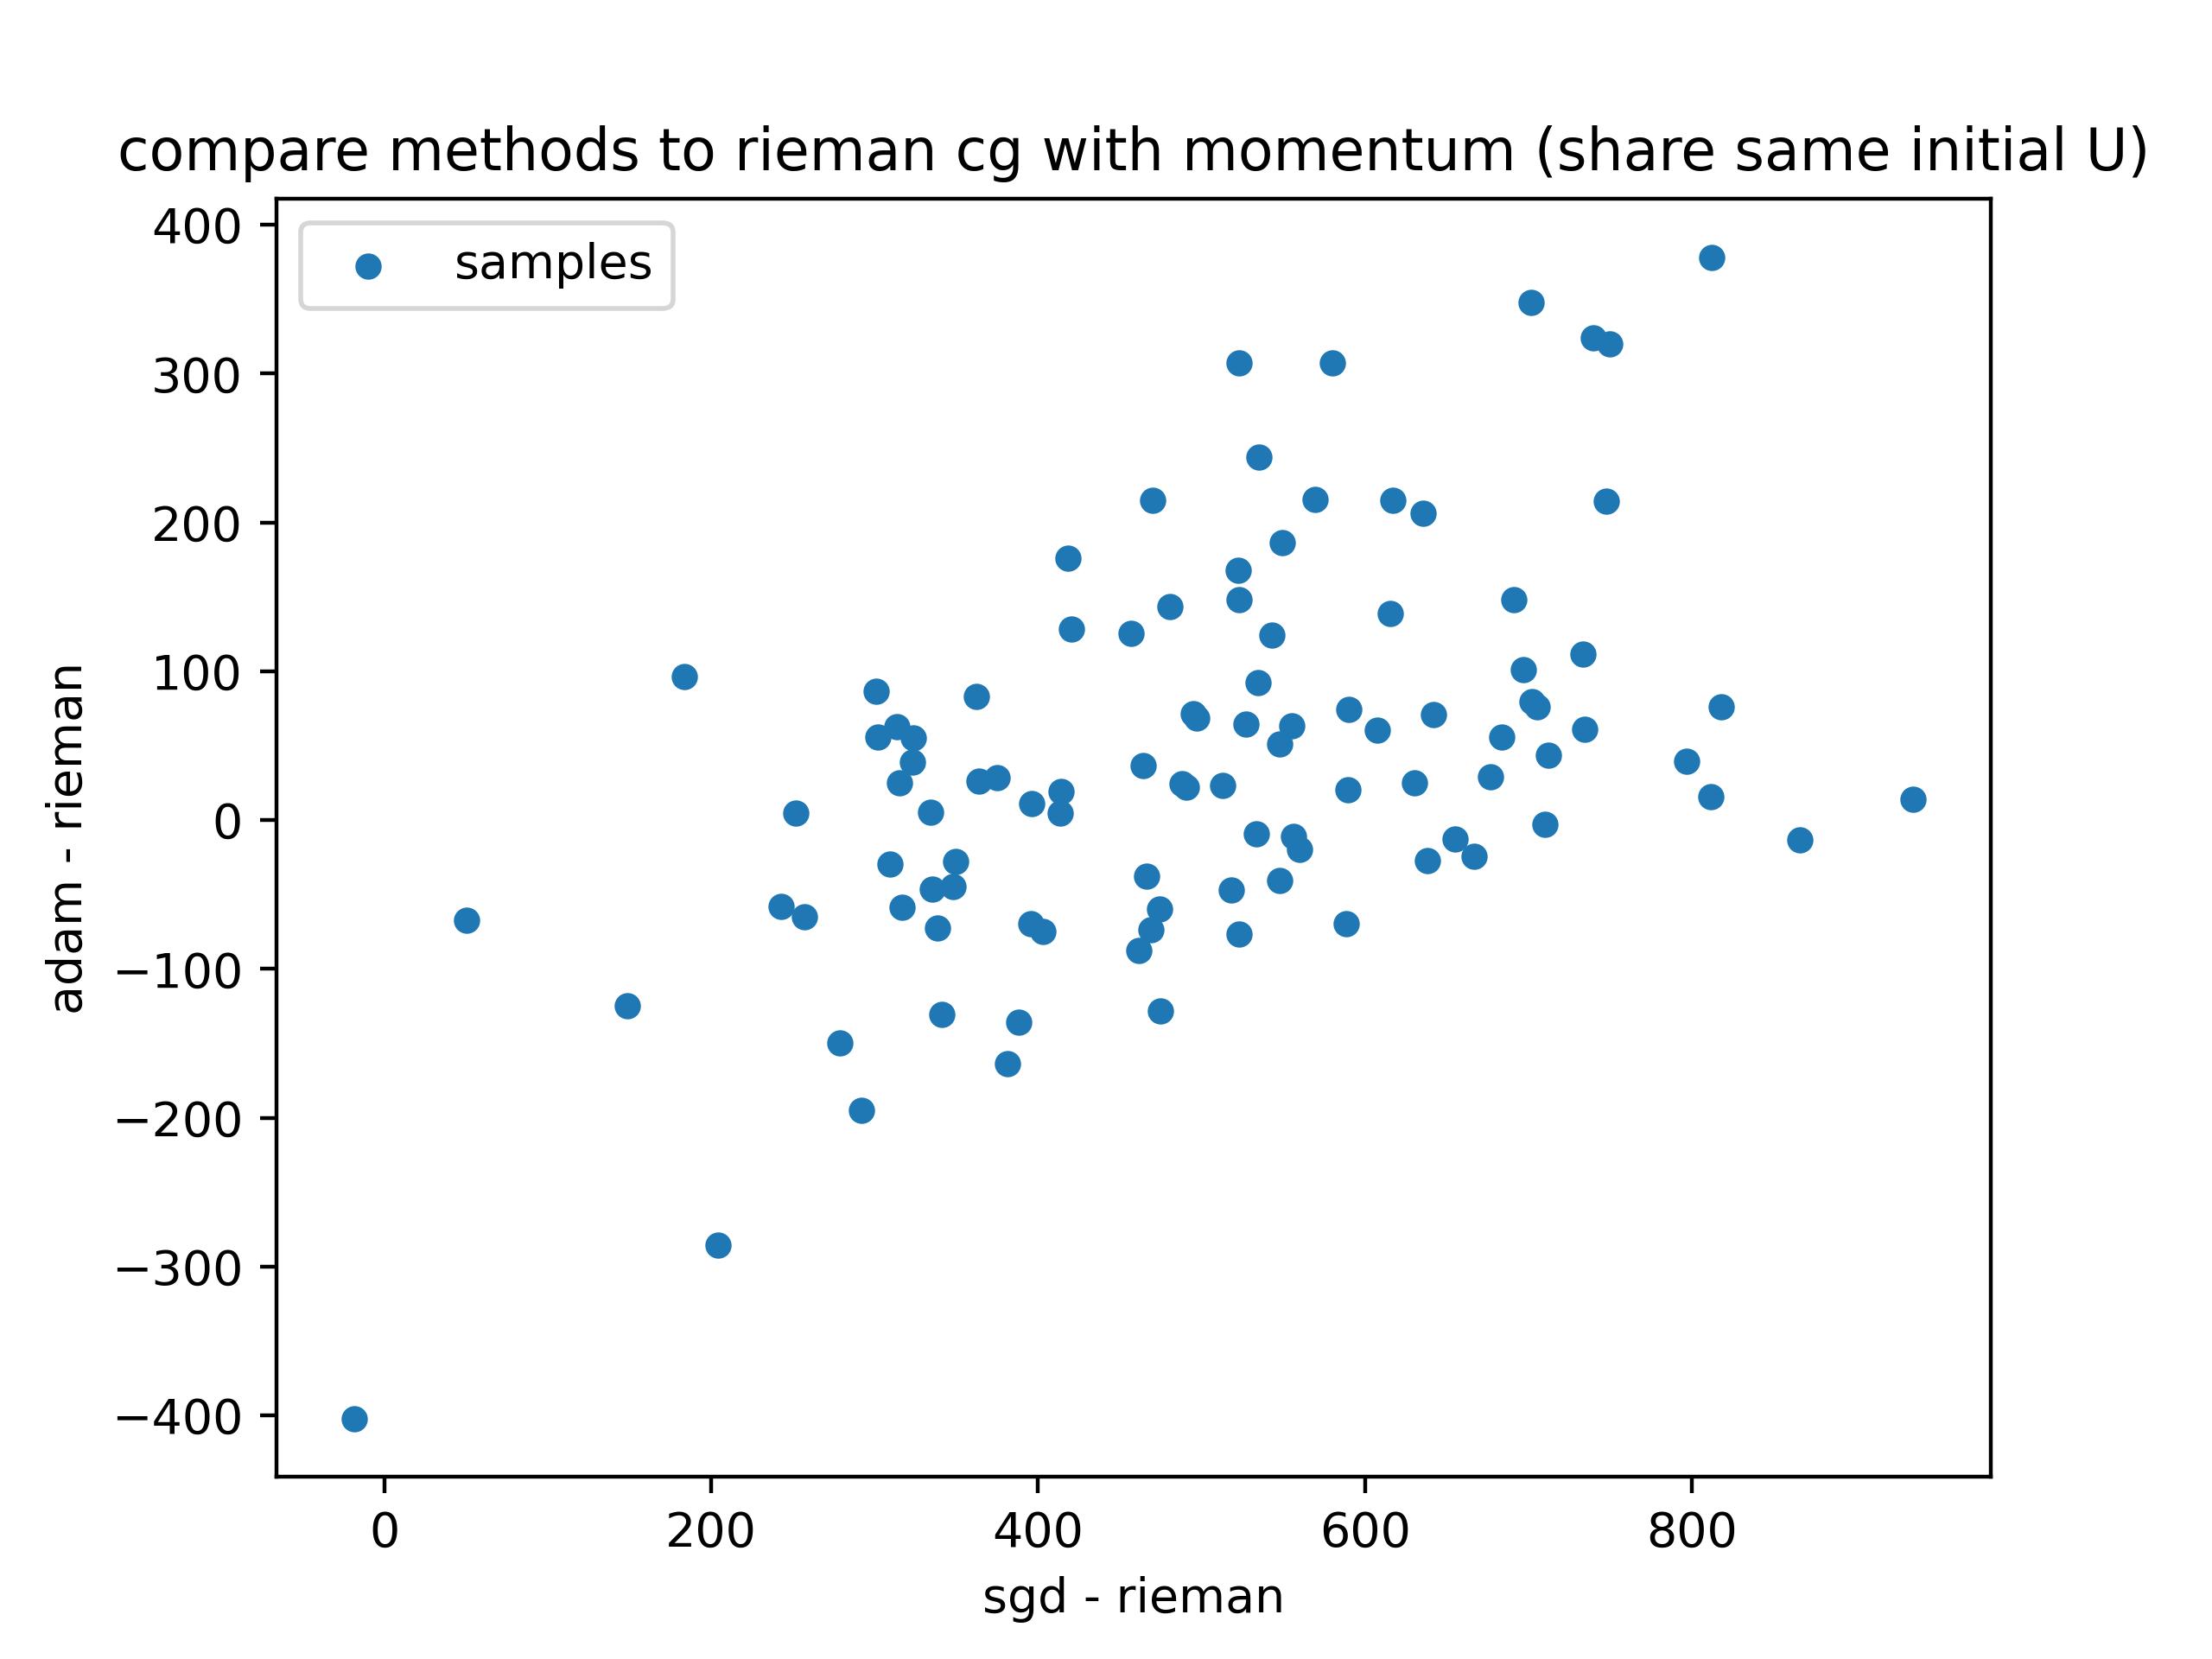 compare methods to rieman cg with momentum (share same initial U)
samples
400
300
200
100
0
−100
−200
−300
−400
adam - rieman
0 200 400 600 800
sgd - rieman